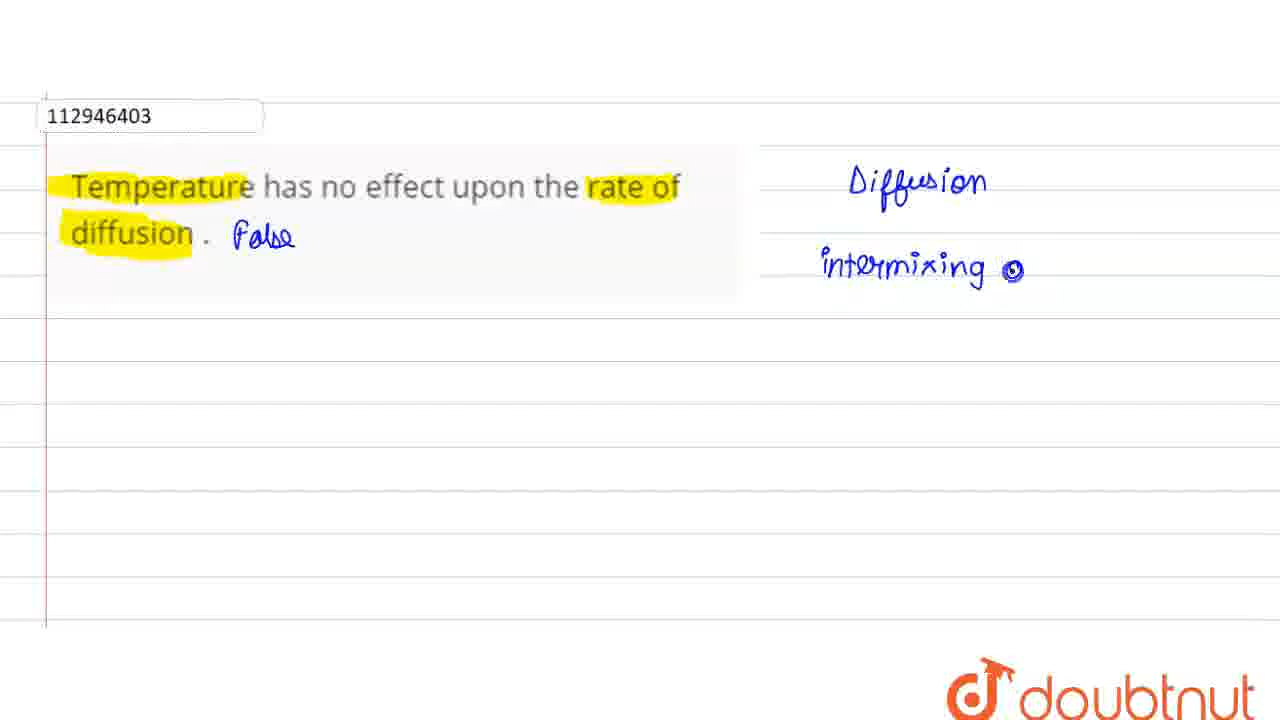 112946403
Temperature has no effect upon the rate of
diffusion . False
Diffusion
intermixing
doubtnut